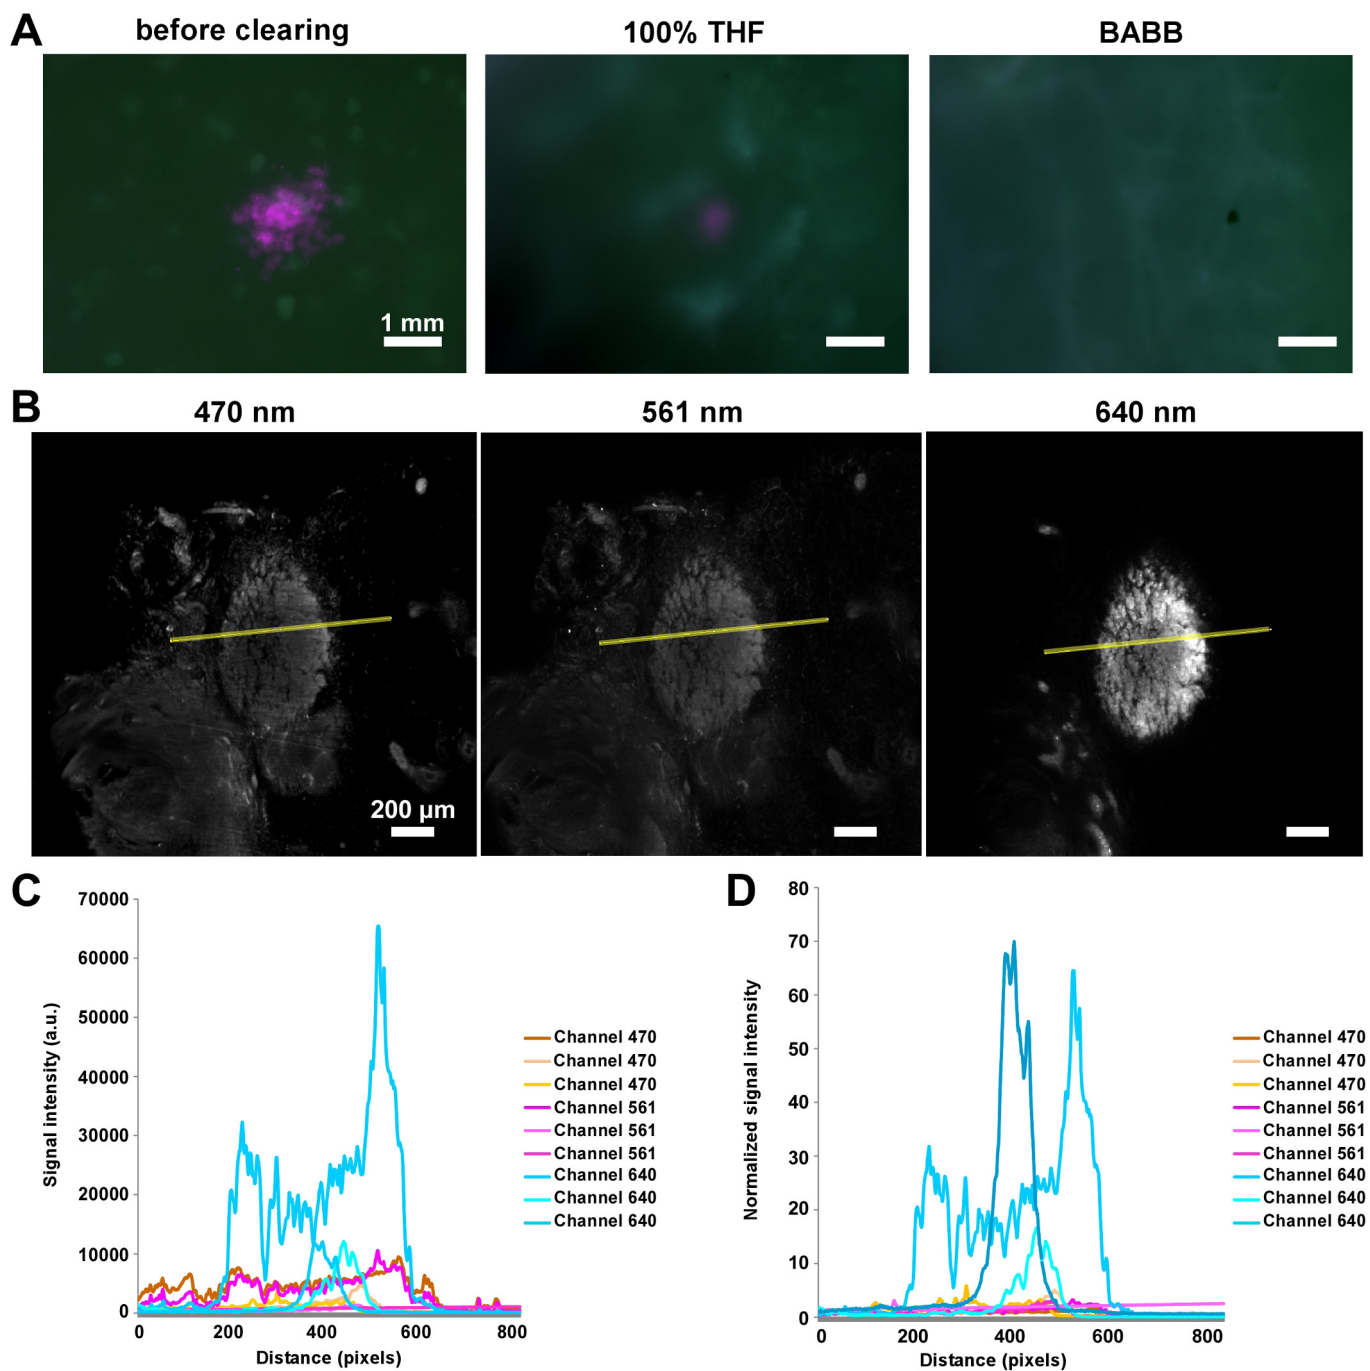 A
before clearing
100% THF
BABB
1 mm
B
470 nm
561 nm
640 nm
200 µm
C
70000
60000
50000
40000
30000
20000
10000
0
0
200
400
600
800
Signal intensity (a.u.)
Distance (pixels)
Channel 470
Channel 470
Channel 470
Channel 561
Channel 561
Channel 561
Channel 640
Channel 640
Channel 640
D
80
70
60
50
40
30
20
10
0
0
200
400
600
800
Normalized signal intensity
Distance (pixels)
Channel 470
Channel 470
Channel 470
Channel 561
Channel 561
Channel 561
Channel 640
Channel 640
Channel 640